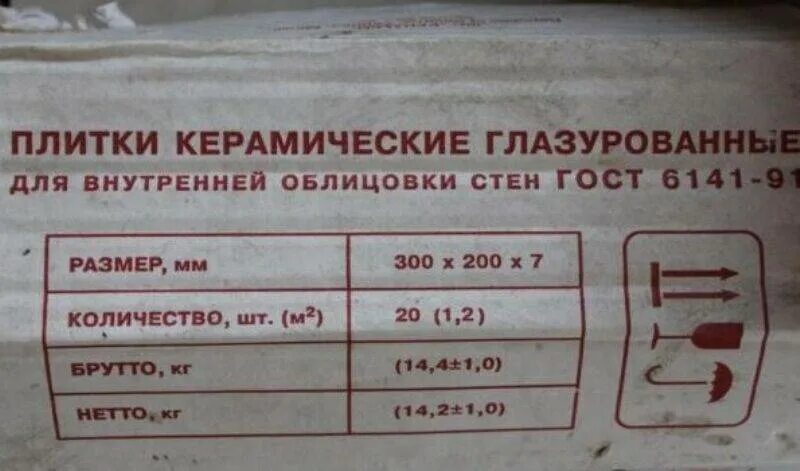 ПЛИТКИ КЕРАМИЧЕСКИЕ ГЛАЗУРОВАННЫЕ
ДЛЯ ВНУТРЕННЕЙ ОБЛИЦОВКИ СТЕН ГОСТ 6141-91
РАЗМЕР, мм 300 х 200 х 7
КОЛИЧЕСТВО, шт. (м²) 20 (1,2)
БРУТТО, кг (14,4±1,0)
НЕТТО, кг (14,2±1,0)